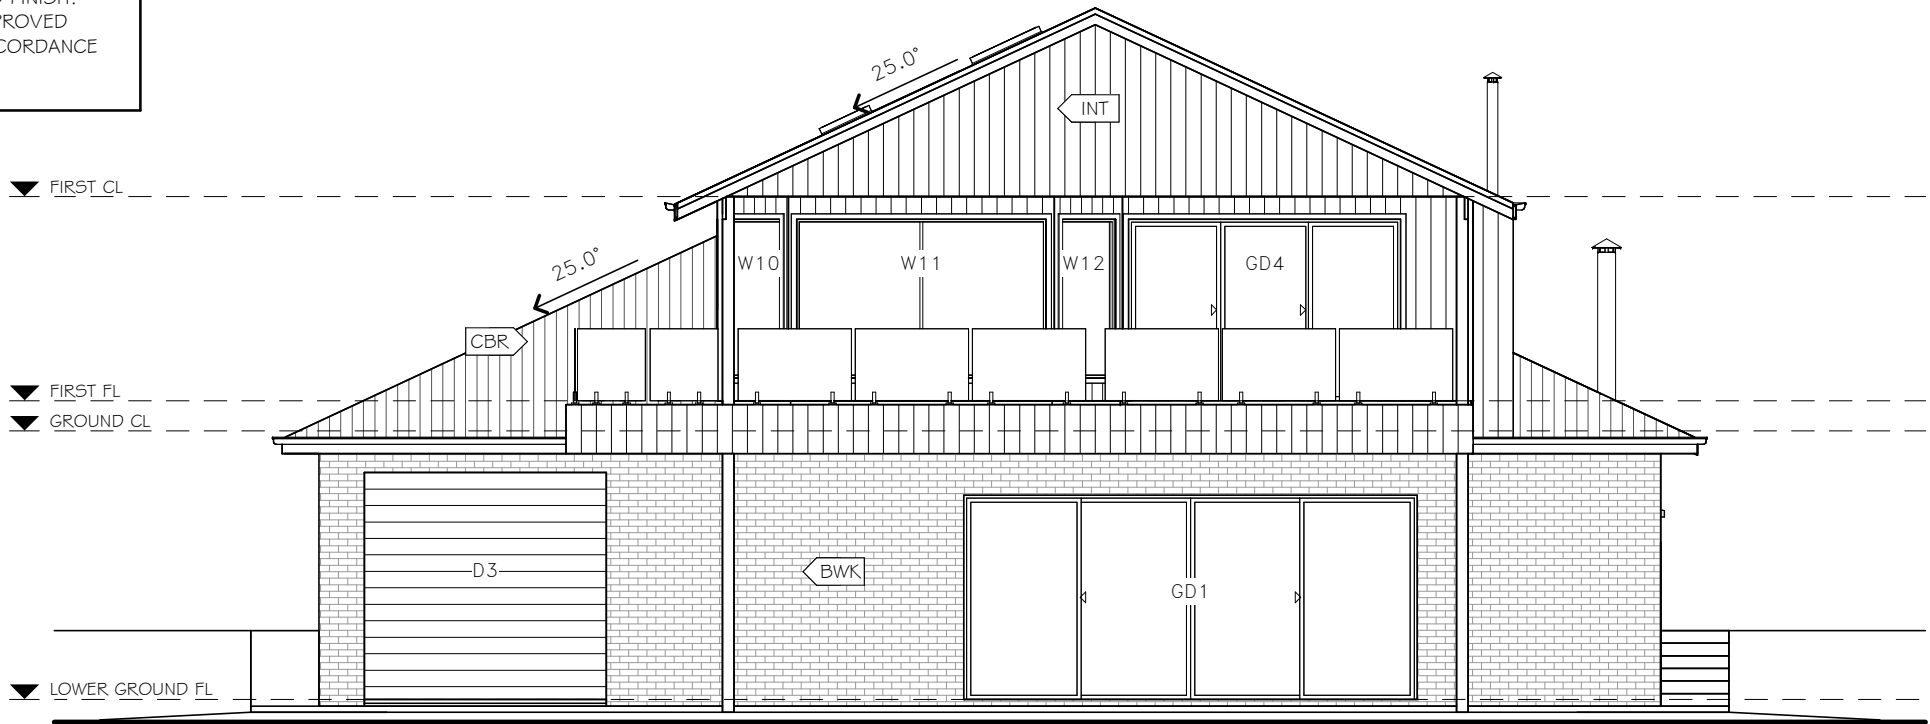 FINISH.
CORDANCE
25.0°
INT
FIRST CL
25.0°
W10
W11
W12
GD4
CBR
FIRST FL
GROUND CL
D3
BWK
GD1
LOWER GROUND FL